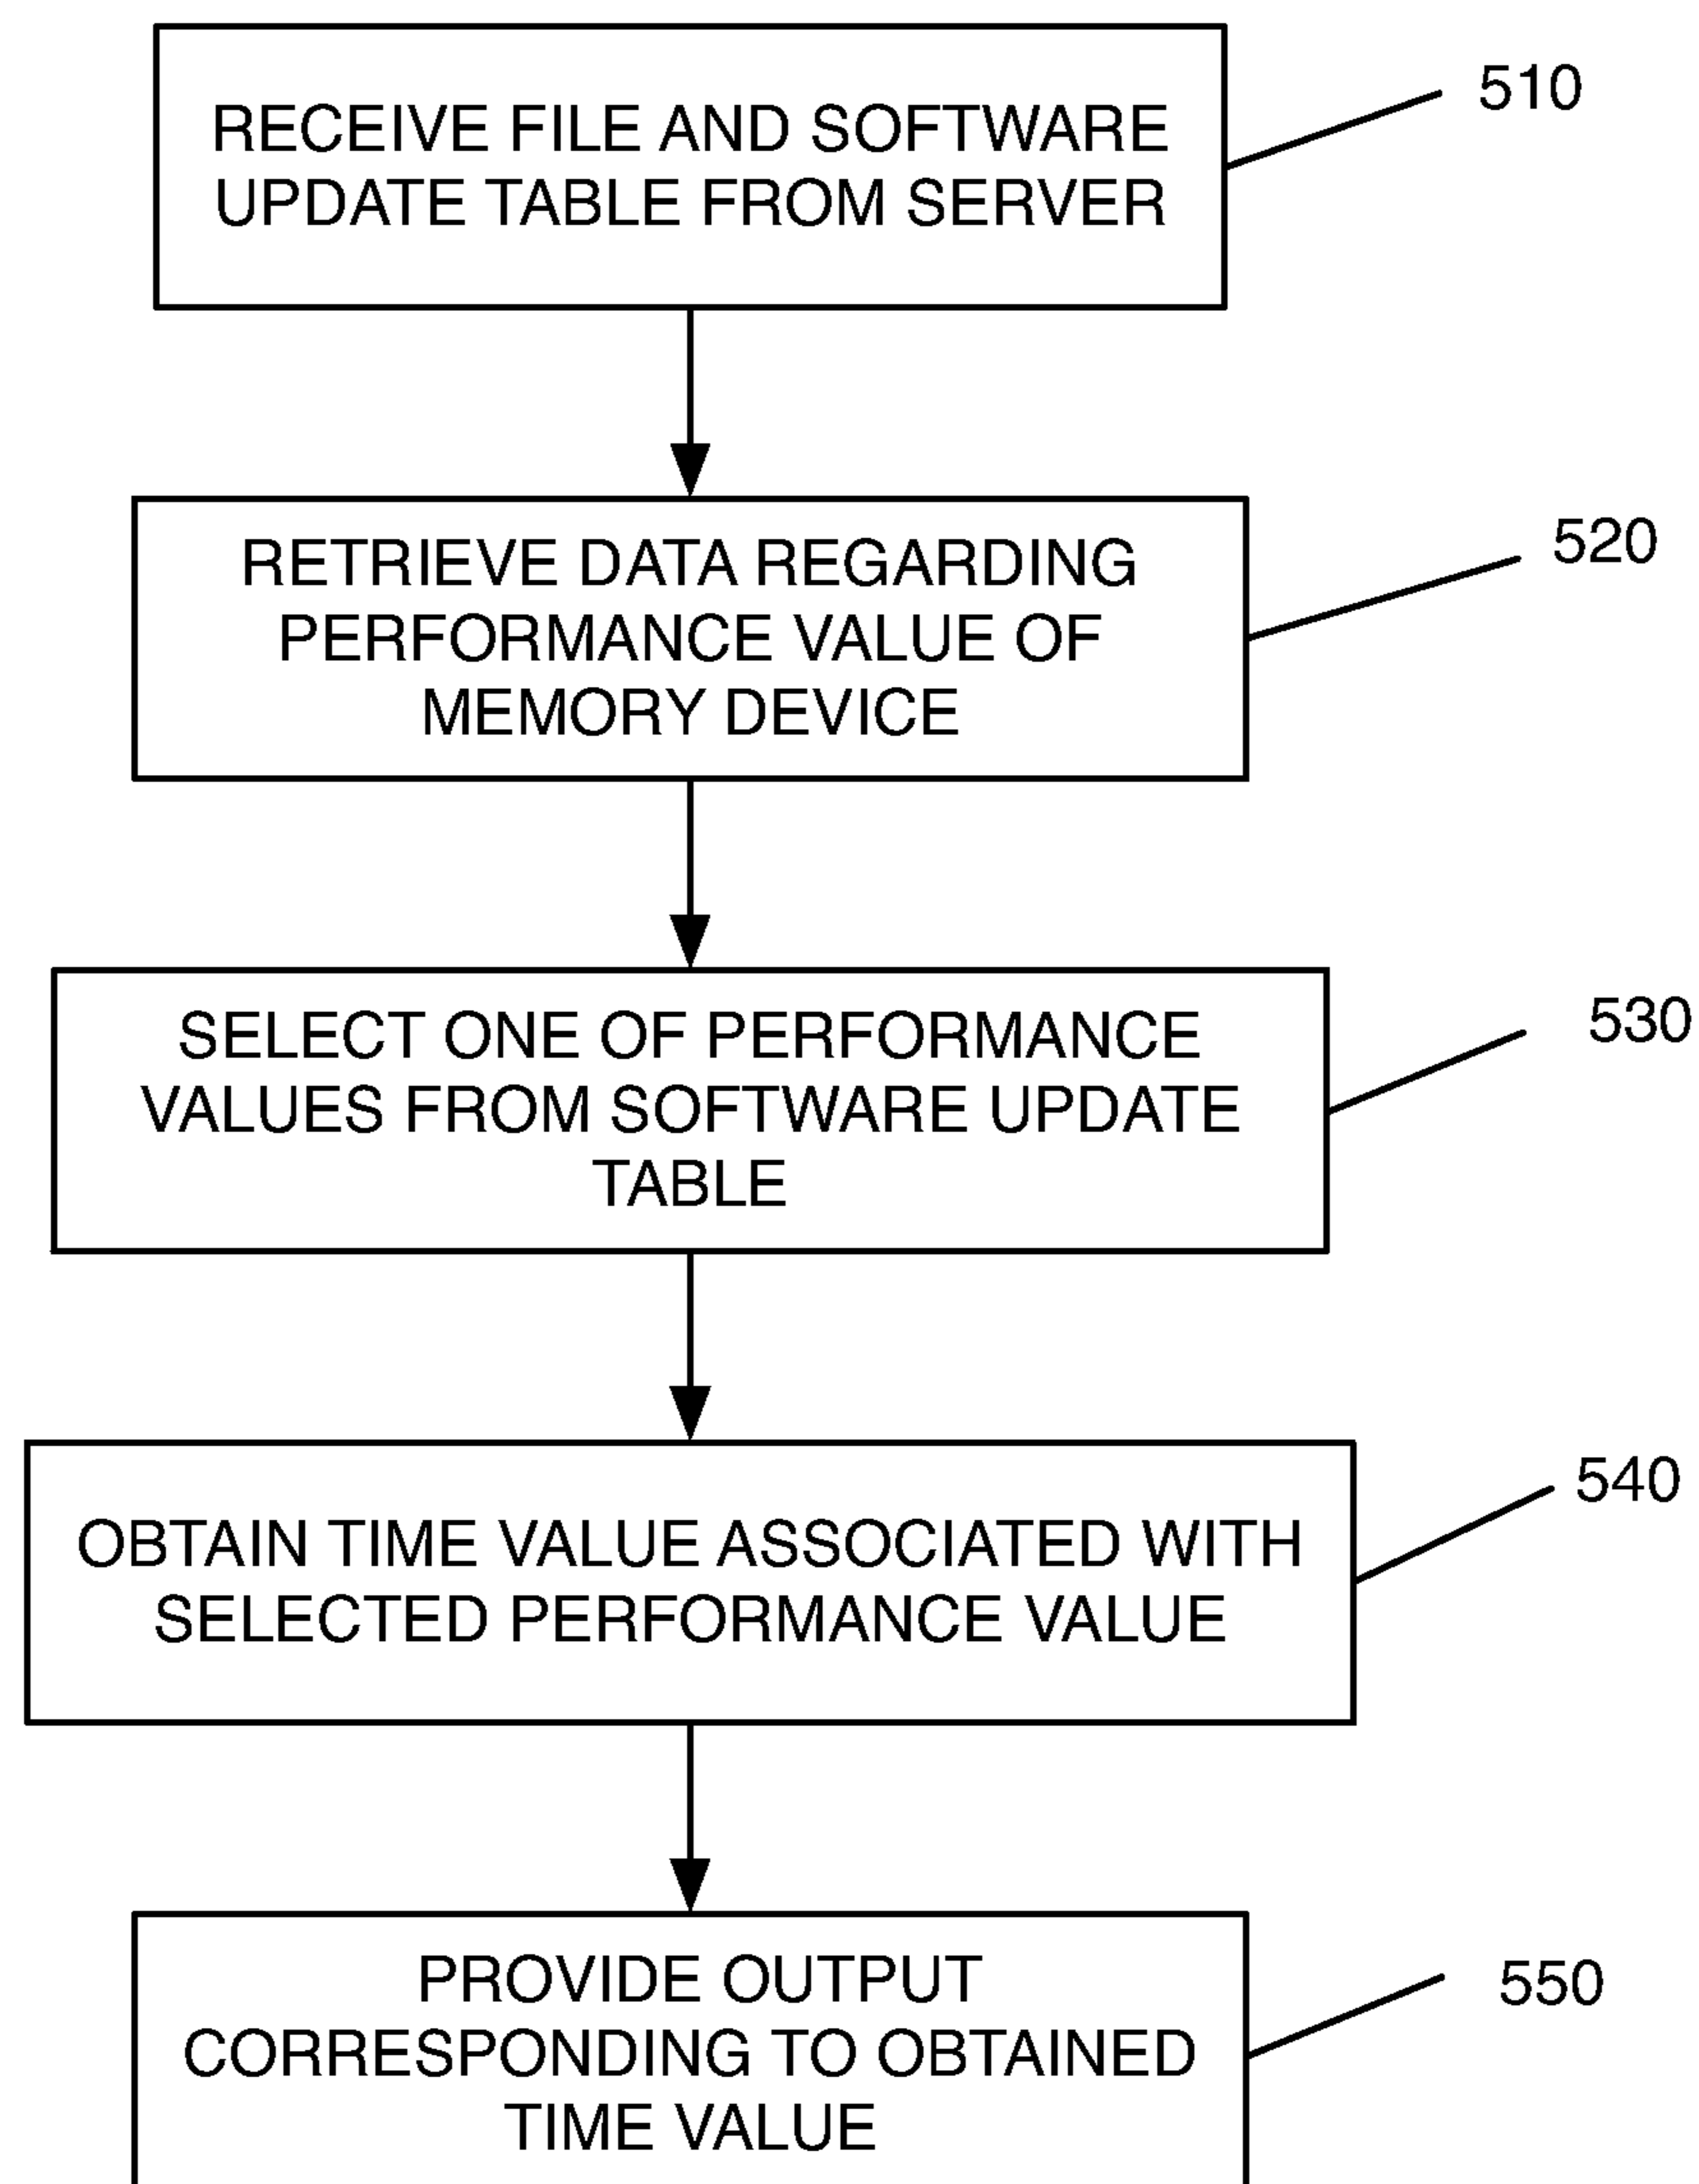 RECEIVE FILE AND SOFTWARE
UPDATE TABLE FROM SERVER
510
RETRIEVE DATA REGARDING
PERFORMANCE VALUE OF
MEMORY DEVICE
520
SELECT ONE OF PERFORMANCE
VALUES FROM SOFTWARE UPDATE
TABLE
530
OBTAIN TIME VALUE ASSOCIATED WITH
SELECTED PERFORMANCE VALUE
540
PROVIDE OUTPUT
CORRESPONDING TO OBTAINED
TIME VALUE
550